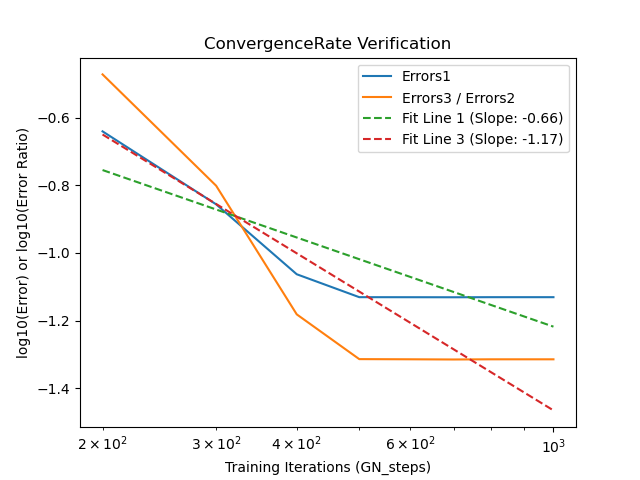 ConvergenceRate Verification
Errors1
Errors3 / Errors2
Fit Line 1 (Slope: -0.66)
Fit Line 3 (Slope: -1.17)
log10(Error) or log10(Error Ratio)
−0.6
−0.8
−1.0
−1.2
−1.4
2 × 10²
3 × 10²
4 × 10²
6 × 10²
10³
Training Iterations (GN_steps)